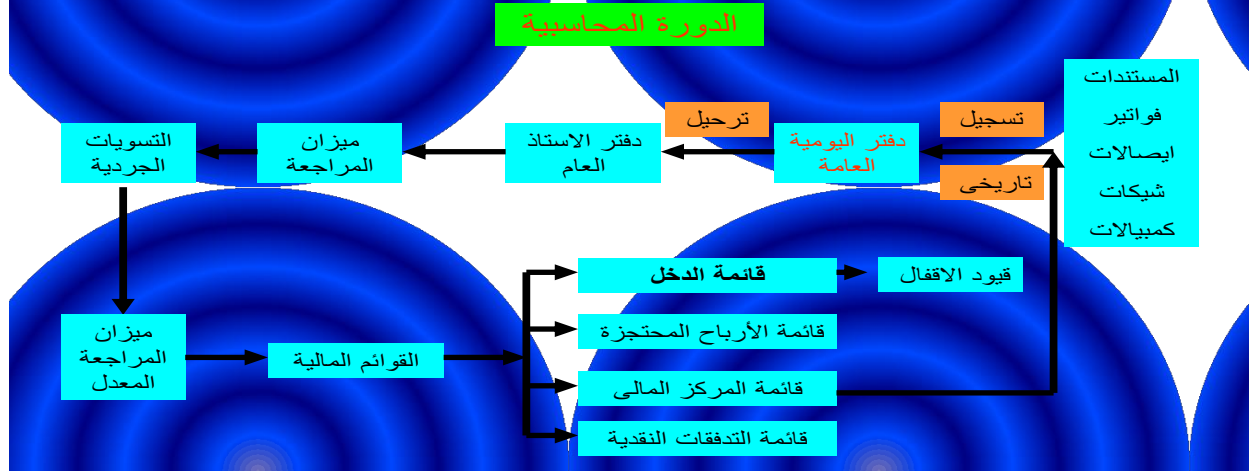 الدورة المحاسبية
المستندات
فواتير
ايصالات
شيكات
كمبيالات
تسجيل
تاريخى
دفتر اليومية
العامة
ترحيل
دفتر الاستاذ
العام
ميزان
المراجعة
التسويات
الجردية
ميزان
المراجعة
المعدل
القوائم المالية
قائمة الدخل
قيود الاقفال
قائمة الأرباح المحتجزة
قائمة المركز المالى
قائمة التدفقات النقدية